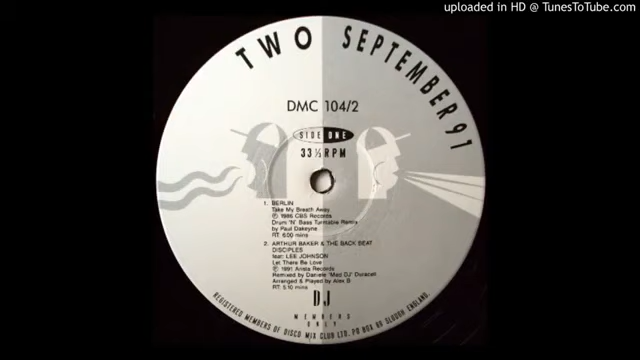 uploaded in HD @ TunesToTube.com
TWO SEPTEMBER 91
DMC 104/2
SIDE ONE
33⅓ RPM
1. BERLIN
Take My Breath Away
℗ 1986 CBS Records
Drum 'N' Bass Turntable Remix
by Paul Dakeyne
RT: 6.00 mins
2. ARTHUR BAKER & THE BACK BEAT
DISCIPLES
feat: LEE JOHNSON
Let There Be Love
℗ 1991 Arista Records
Remixed by Daniele "Mad DJ" Duracell
Arranged & Played by Alex B
RT: 5.10 mins
DJ
MEMBERS
ONLY
REGISTERED MEMBERS OF DISCO MIX CLUB LTD. PO BOX 89 SLOUGH ENGLAND.